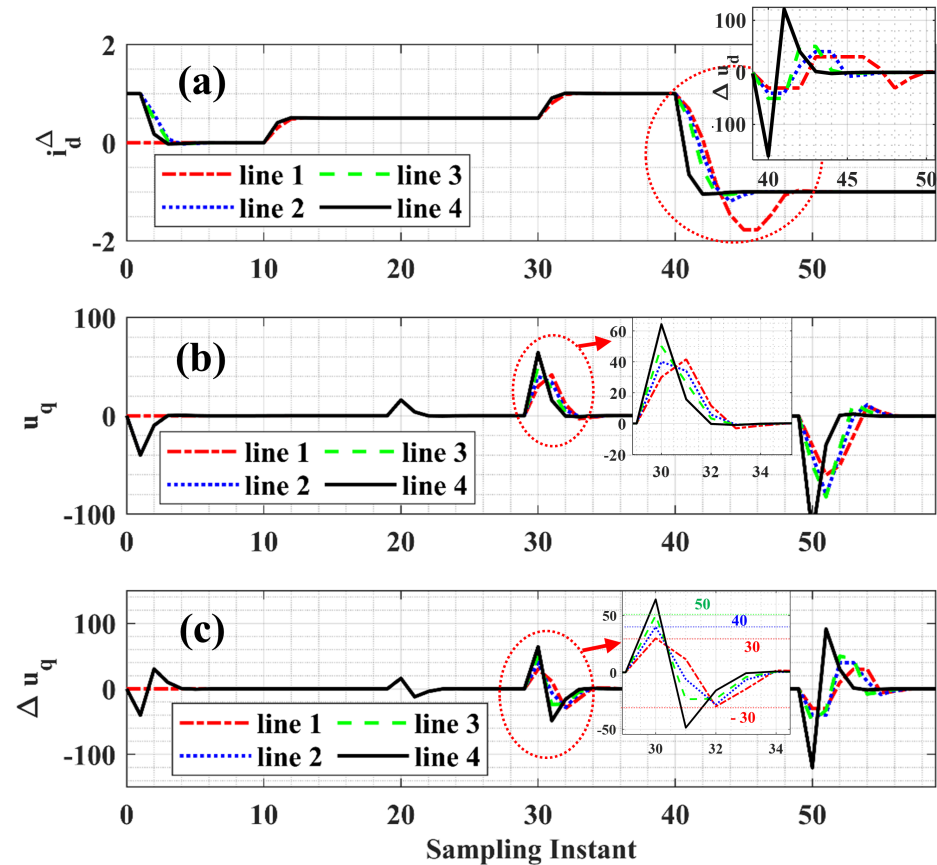 100
0
-100
Δ u_d
40 45 50
2
0
-2
i_d^Δ
(a)
line 1 line 3
line 2 line 4
0 10 20 30 40 50
100
0
-100
u_q
(b)
60
40
20
0
-20
30 32 34
line 1 line 3
line 2 line 4
0 10 20 30 40 50
100
0
-100
Δ u_q
(c)
50
0
-50
50
40
30
- 30
30 32 34
line 1 line 3
line 2 line 4
0 10 20 30 40 50
Sampling Instant